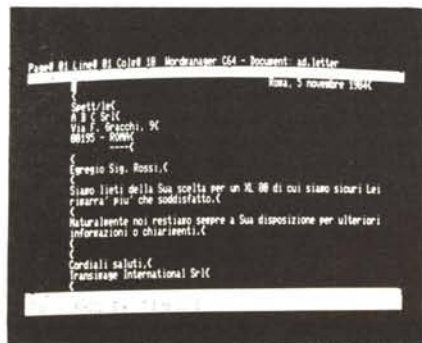 Page# 01 Line# 01 Col# 10 Wordmanager C64 - Document: ad.letter
Roma, 5 novembre 1984{
{
Spett/le{
A B C Srl{
Via F. Gracchi, 9{
00195 - ROMA{
----{
{
Egregio Sig. Rossi,{
{
Siamo lieti della Sua scelta per un XL 80 di cui siamo sicuri Lei
rimarra' piu' che soddisfatto.{
{
Naturalmente noi restiamo sempre a Sua disposizione per ulteriori
informazioni o chiarimenti.{
{
{
Cordiali saluti,{
Transimage International Srl{
{